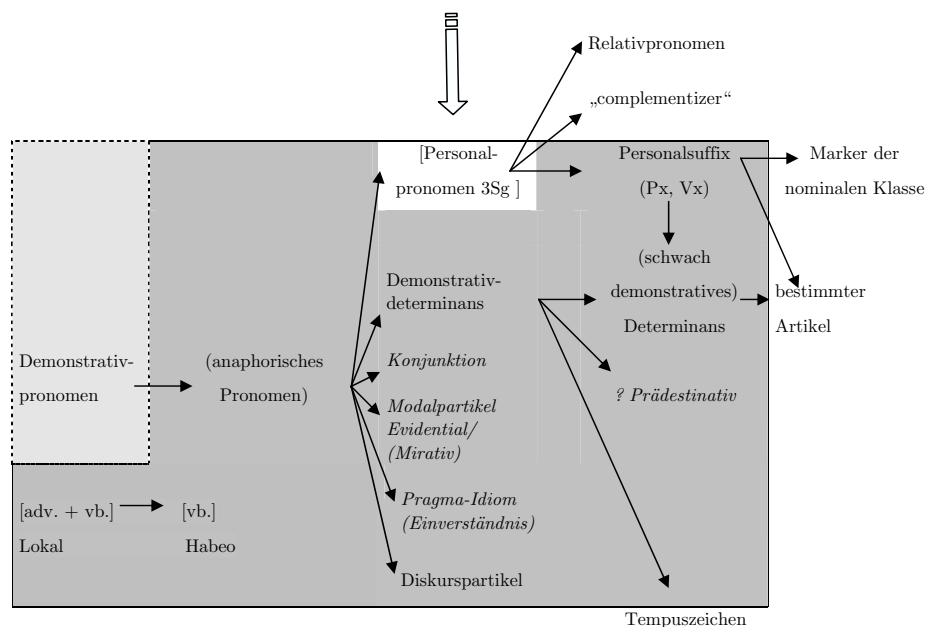 Relativpronomen
„complementizer“
[Personal-
pronomen 3Sg ]
Personalsuffix
(Px, Vx)
Marker der
nominalen Klasse
Demonstrativ-
determinans
(schwach
demonstratives)
Determinans
bestimmter
Artikel
Demonstrativ-
pronomen
(anaphorisches
Pronomen)
Konjunktion
Modalpartikel
Evidential/
(Mirativ)
? Prädestinativ
Pragma-Idiom
(Einverständnis)
[adv. + vb.]
Lokal
[vb.]
Habeo
Diskurspartikel
Tempuszeichen